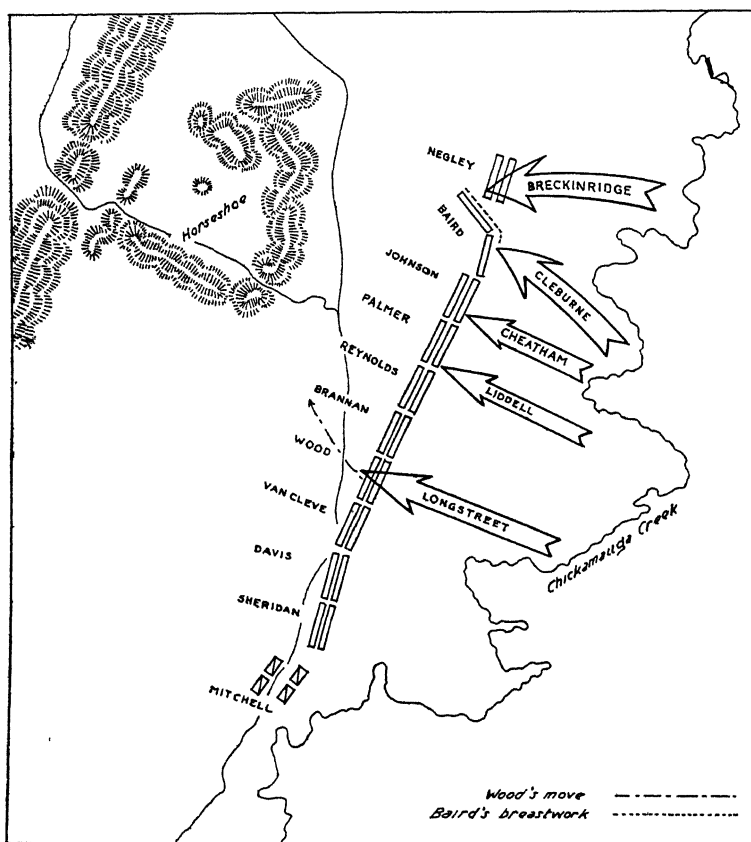 NEGLEY
BRECKINRIDGE
BAIRD
Horseshoe
JOHNSON
CLEBURNE
PALMER
CHEATHAM
REYNOLDS
LIDDELL
BRANNAN
WOOD
VAN CLEVE
LONGSTREET
Chickamauga Creek
DAVIS
SHERIDAN
MITCHELL
Wood's move
Baird's breastwork